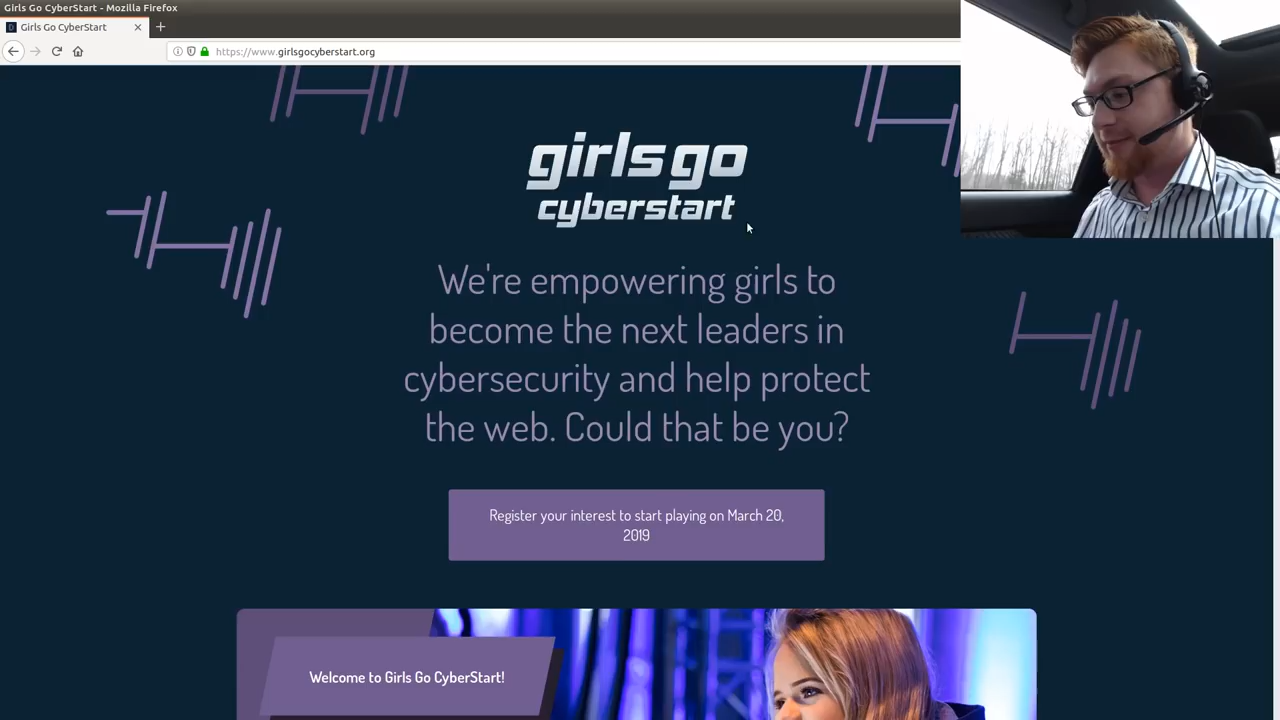 Girls Go CyberStart - Mozilla Firefox
Girls Go CyberStart
https://www.girlsgocyberstart.org
girls go
cyberstart
We're empowering girls to
become the next leaders in
cybersecurity and help protect
the web. Could that be you?
Register your interest to start playing on March 20,
2019
Welcome to Girls Go CyberStart!